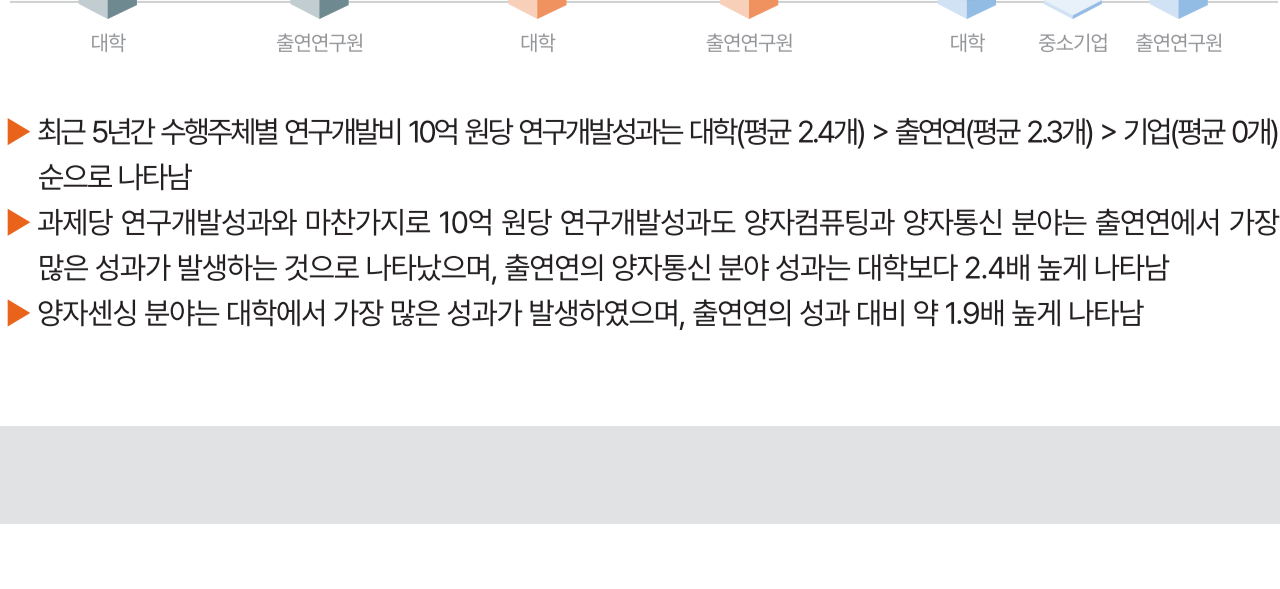 대학 출연연구원 대학 출연연구원 대학 중소기업 출연연구원
▶ 최근 5년간 수행주체별 연구개발비 10억 원당 연구개발성과는 대학(평균 2.4개) > 출연연(평균 2.3개) > 기업(평균 0개)
순으로 나타남
▶ 과제당 연구개발성과와 마찬가지로 10억 원당 연구개발성과도 양자컴퓨팅과 양자통신 분야는 출연연에서 가장
많은 성과가 발생하는 것으로 나타났으며, 출연연의 양자통신 분야 성과는 대학보다 2.4배 높게 나타남
▶ 양자센싱 분야는 대학에서 가장 많은 성과가 발생하였으며, 출연연의 성과 대비 약 1.9배 높게 나타남